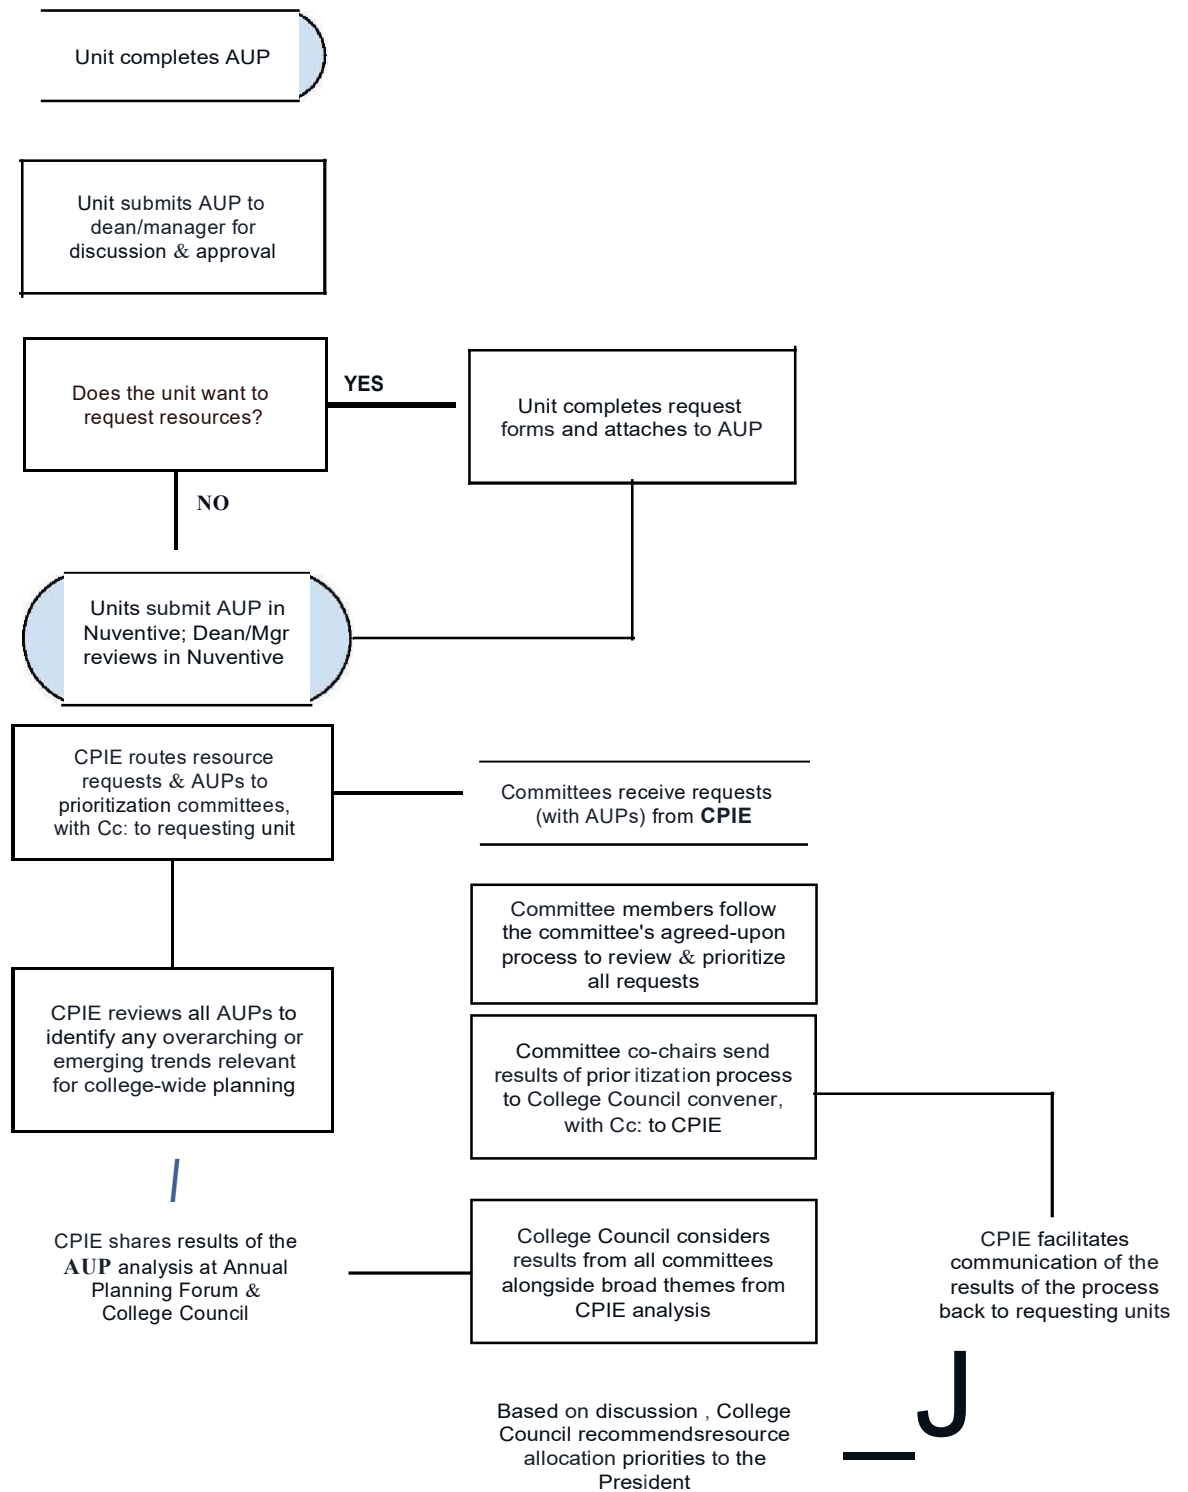 Unit completes AUP
Unit submits AUP to
dean/manager for
discussion & approval
Does the unit want to
request resources?
YES
Unit completes request
forms and attaches to AUP
NO
Units submit AUP in
Nuventive; Dean/Mgr
reviews in Nuventive
CPIE routes resource
requests & AUPs to
prioritization committees,
with Cc: to requesting unit
Committees receive requests
(with AUPs) from CPIE
Committee members follow
the committee's agreed-upon
process to review & prioritize
all requests
CPIE reviews all AUPs to
identify any overarching or
emerging trends relevant
for college-wide planning
Committee co-chairs send
results of prior itization process
to College Council convener,
with Cc: to CPIE
CPIE shares results of the
AUP analysis at Annual
Planning Forum &
College Council
College Council considers
results from all committees
alongside broad themes from
CPIE analysis
CPIE facilitates
communication of the
results of the process
back to requesting units
Based on discussion , College
Council recommendsresource
allocation priorities to the
President